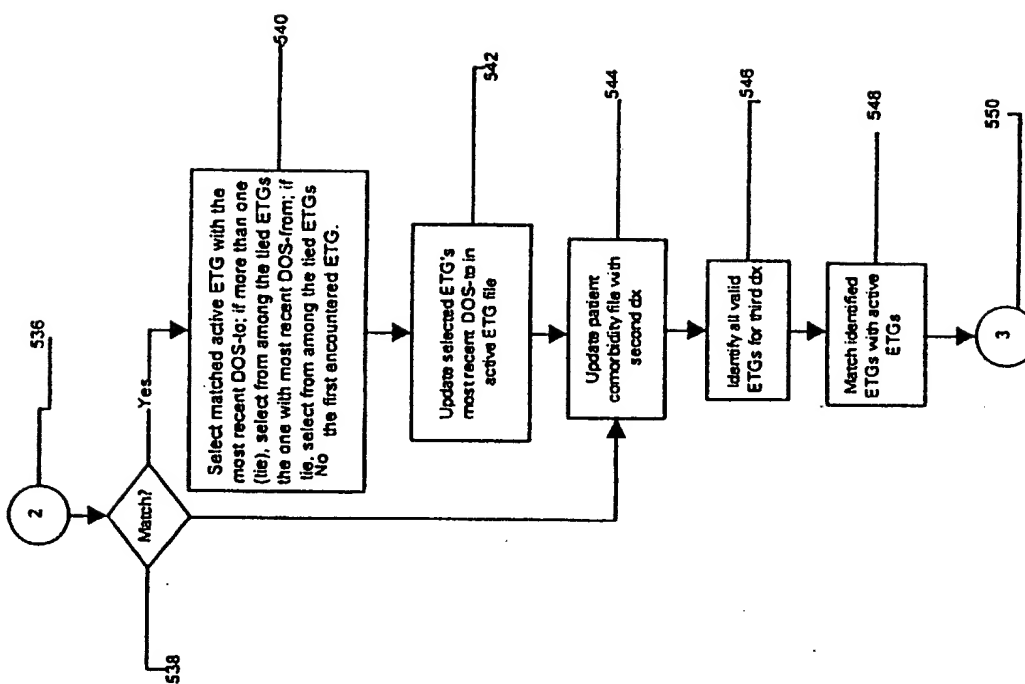 536
2
Match?
Yes
538
Select matched active ETG with the
most recent DOS-to; if more than one
(tie), select from among the tied ETGs
the one with most recent DOS-from; if
tie, select from among the tied ETGs
No the first encountered ETG.
540
Update selected ETG's
most recent DOS-to in
active ETG file
542
Update patient
comorbidity file with
second dx
544
Identify all valid
ETGs for third dx
546
Match identified
ETGs with active
ETGs
548
3
550